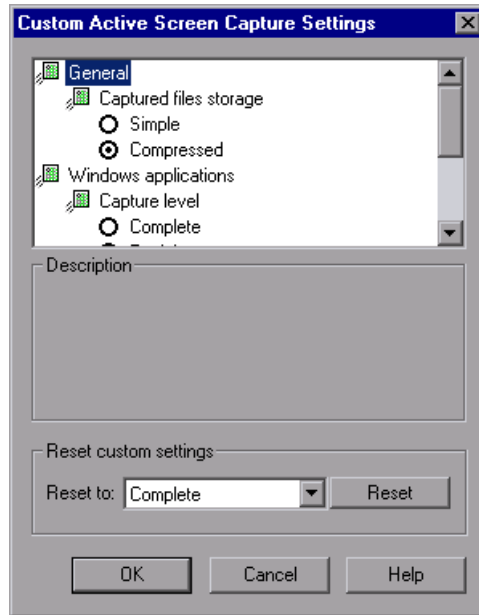 Custom Active Screen Capture Settings
General
Captured files storage
Simple
Compressed
Windows applications
Capture level
Complete
Description
Reset custom settings
Reset to: Complete Reset
OK Cancel Help